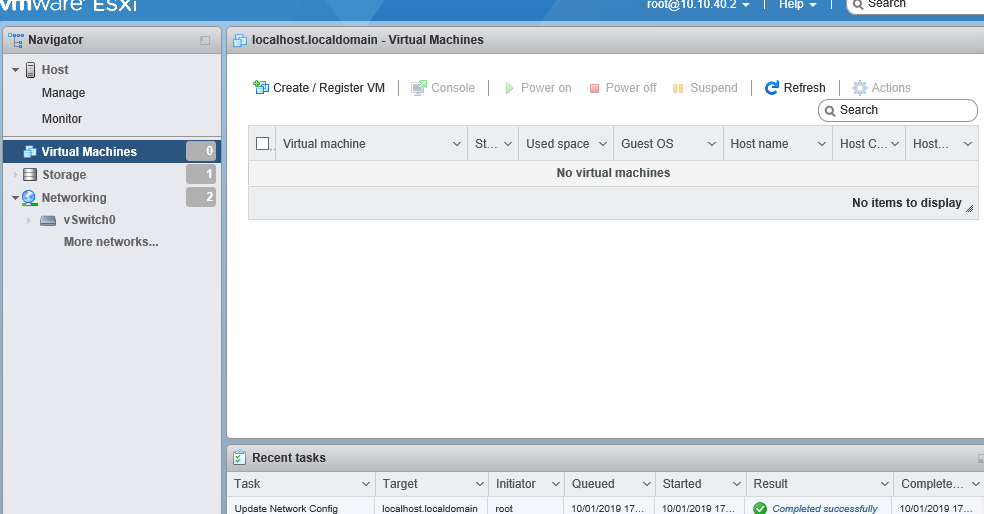 vmware ESXi
root@10.10.40.2 | Help | Search
Navigator
Host
Manage
Monitor
Virtual Machines 0
Storage 1
Networking 2
vSwitch0
More networks...
localhost.localdomain - Virtual Machines
Create / Register VM | Console | Power on Power off Suspend | Refresh | Actions
Search
Virtual machine St... Used space Guest OS Host name Host C... Host...
No virtual machines
No items to display
Recent tasks
Task Target Initiator Queued Started Result Complete...
Update Network Config localhost.localdomain root 10/01/2019 17... 10/01/2019 17... Completed successfully 10/01/2019 17...